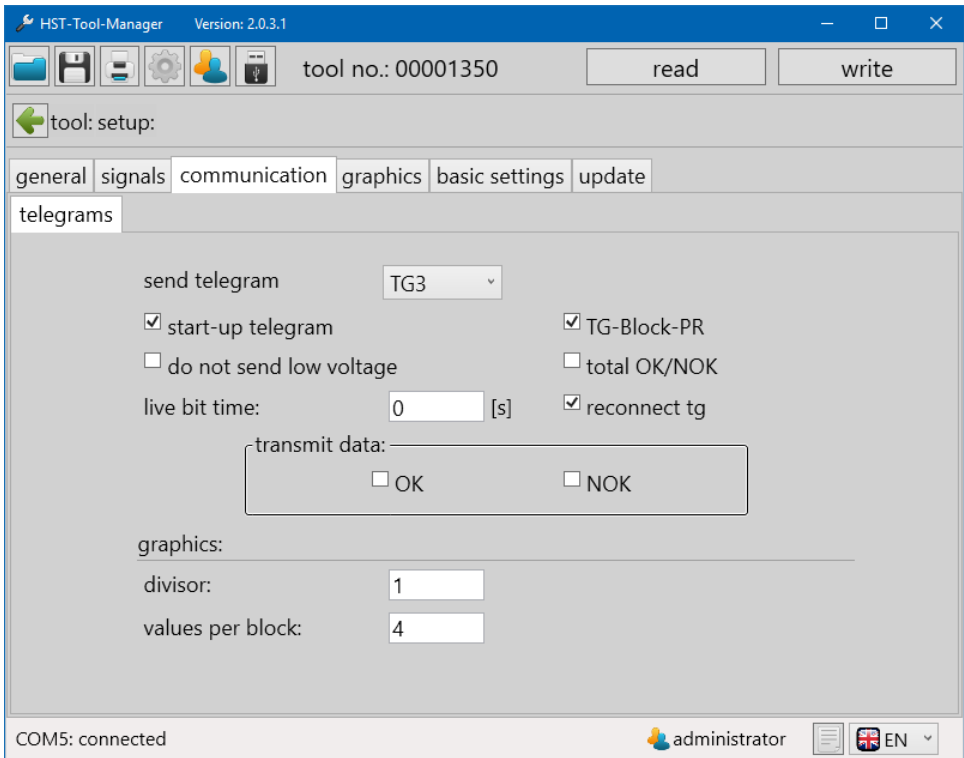 HST-Tool-Manager Version: 2.0.3.1
tool no.: 00001350 read write
tool: setup:
general signals communication graphics basic settings update
telegrams
send telegram TG3
start-up telegram TG-Block-PR
do not send low voltage total OK/NOK
live bit time: 0 [s] reconnect tg
transmit data:
OK NOK
graphics:
divisor: 1
values per block: 4
COM5: connected administrator EN